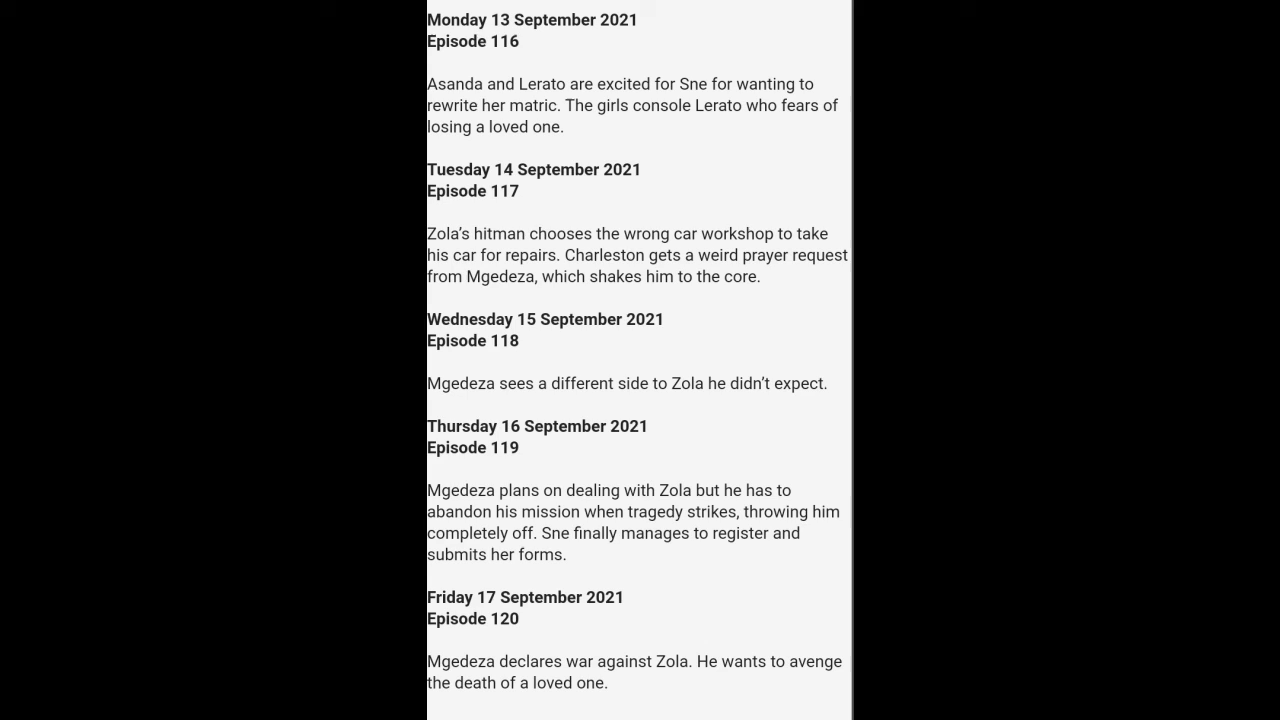 Monday 13 September 2021
Episode 116
Asanda and Lerato are excited for Sne for wanting to
rewrite her matric. The girls console Lerato who fears of
losing a loved one.
Tuesday 14 September 2021
Episode 117
Zola’s hitman chooses the wrong car workshop to take
his car for repairs. Charleston gets a weird prayer request
from Mgedeza, which shakes him to the core.
Wednesday 15 September 2021
Episode 118
Mgedeza sees a different side to Zola he didn’t expect.
Thursday 16 September 2021
Episode 119
Mgedeza plans on dealing with Zola but he has to
abandon his mission when tragedy strikes, throwing him
completely off. Sne finally manages to register and
submits her forms.
Friday 17 September 2021
Episode 120
Mgedeza declares war against Zola. He wants to avenge
the death of a loved one.